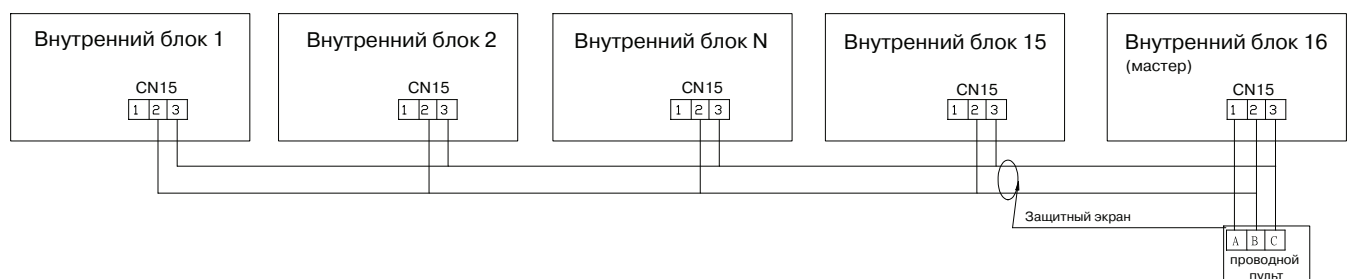 Внутренний блок 1
CN15
1 2 3
Внутренний блок 2
CN15
1 2 3
Внутренний блок N
CN15
1 2 3
Внутренний блок 15
CN15
1 2 3
Внутренний блок 16
(мастер)
CN15
1 2 3
Защитный экран
A B C
проводной
пульт